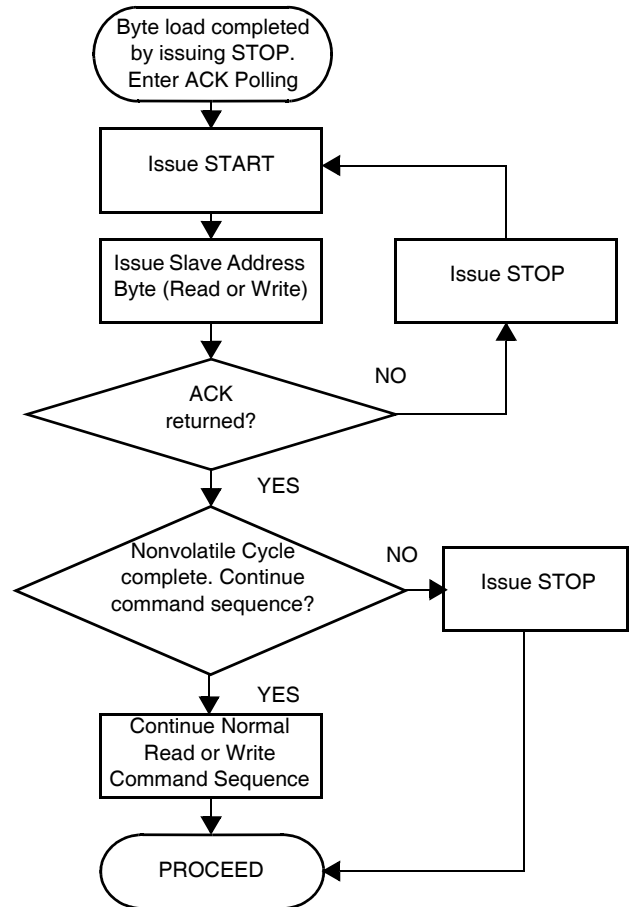 Byte load completed
by issuing STOP.
Enter ACK Polling
Issue START
Issue Slave Address
Byte (Read or Write)
Issue STOP
NO
ACK
returned?
YES
Nonvolatile Cycle
complete. Continue
command sequence?
NO
Issue STOP
YES
Continue Normal
Read or Write
Command Sequence
PROCEED